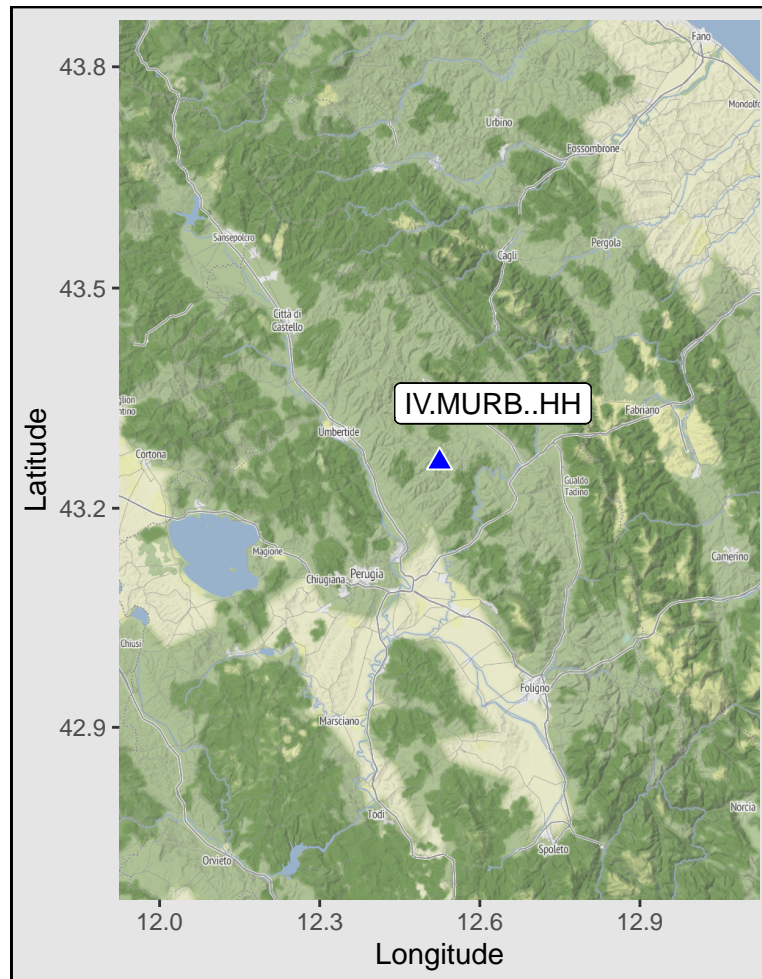 Fano
43.8
Mondolfo
Urbino
Fossombrone
Sansepolcro
Pergola
Cagli
43.5
Città di
Castello
IV.MURB..HH
glion
ntino
Fabriano
Umbertide
Cortona
Gualdo
Tadino
43.2
Latitude
Magione
Camerino
Chiugiana
Perugia
Chiusi
Foligno
42.9
Marsciano
Norcia
Todi
Orvieto
Spoleto
12.0
12.3
12.6
12.9
Longitude